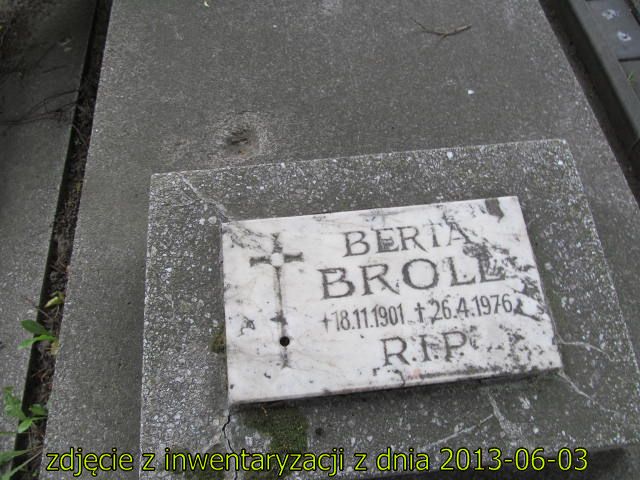 BERTA
BROLL
+18.11.1901 +26.4.1976
R.I.P.
zdjęcie z inwentaryzacji z dnia 2013-06-03